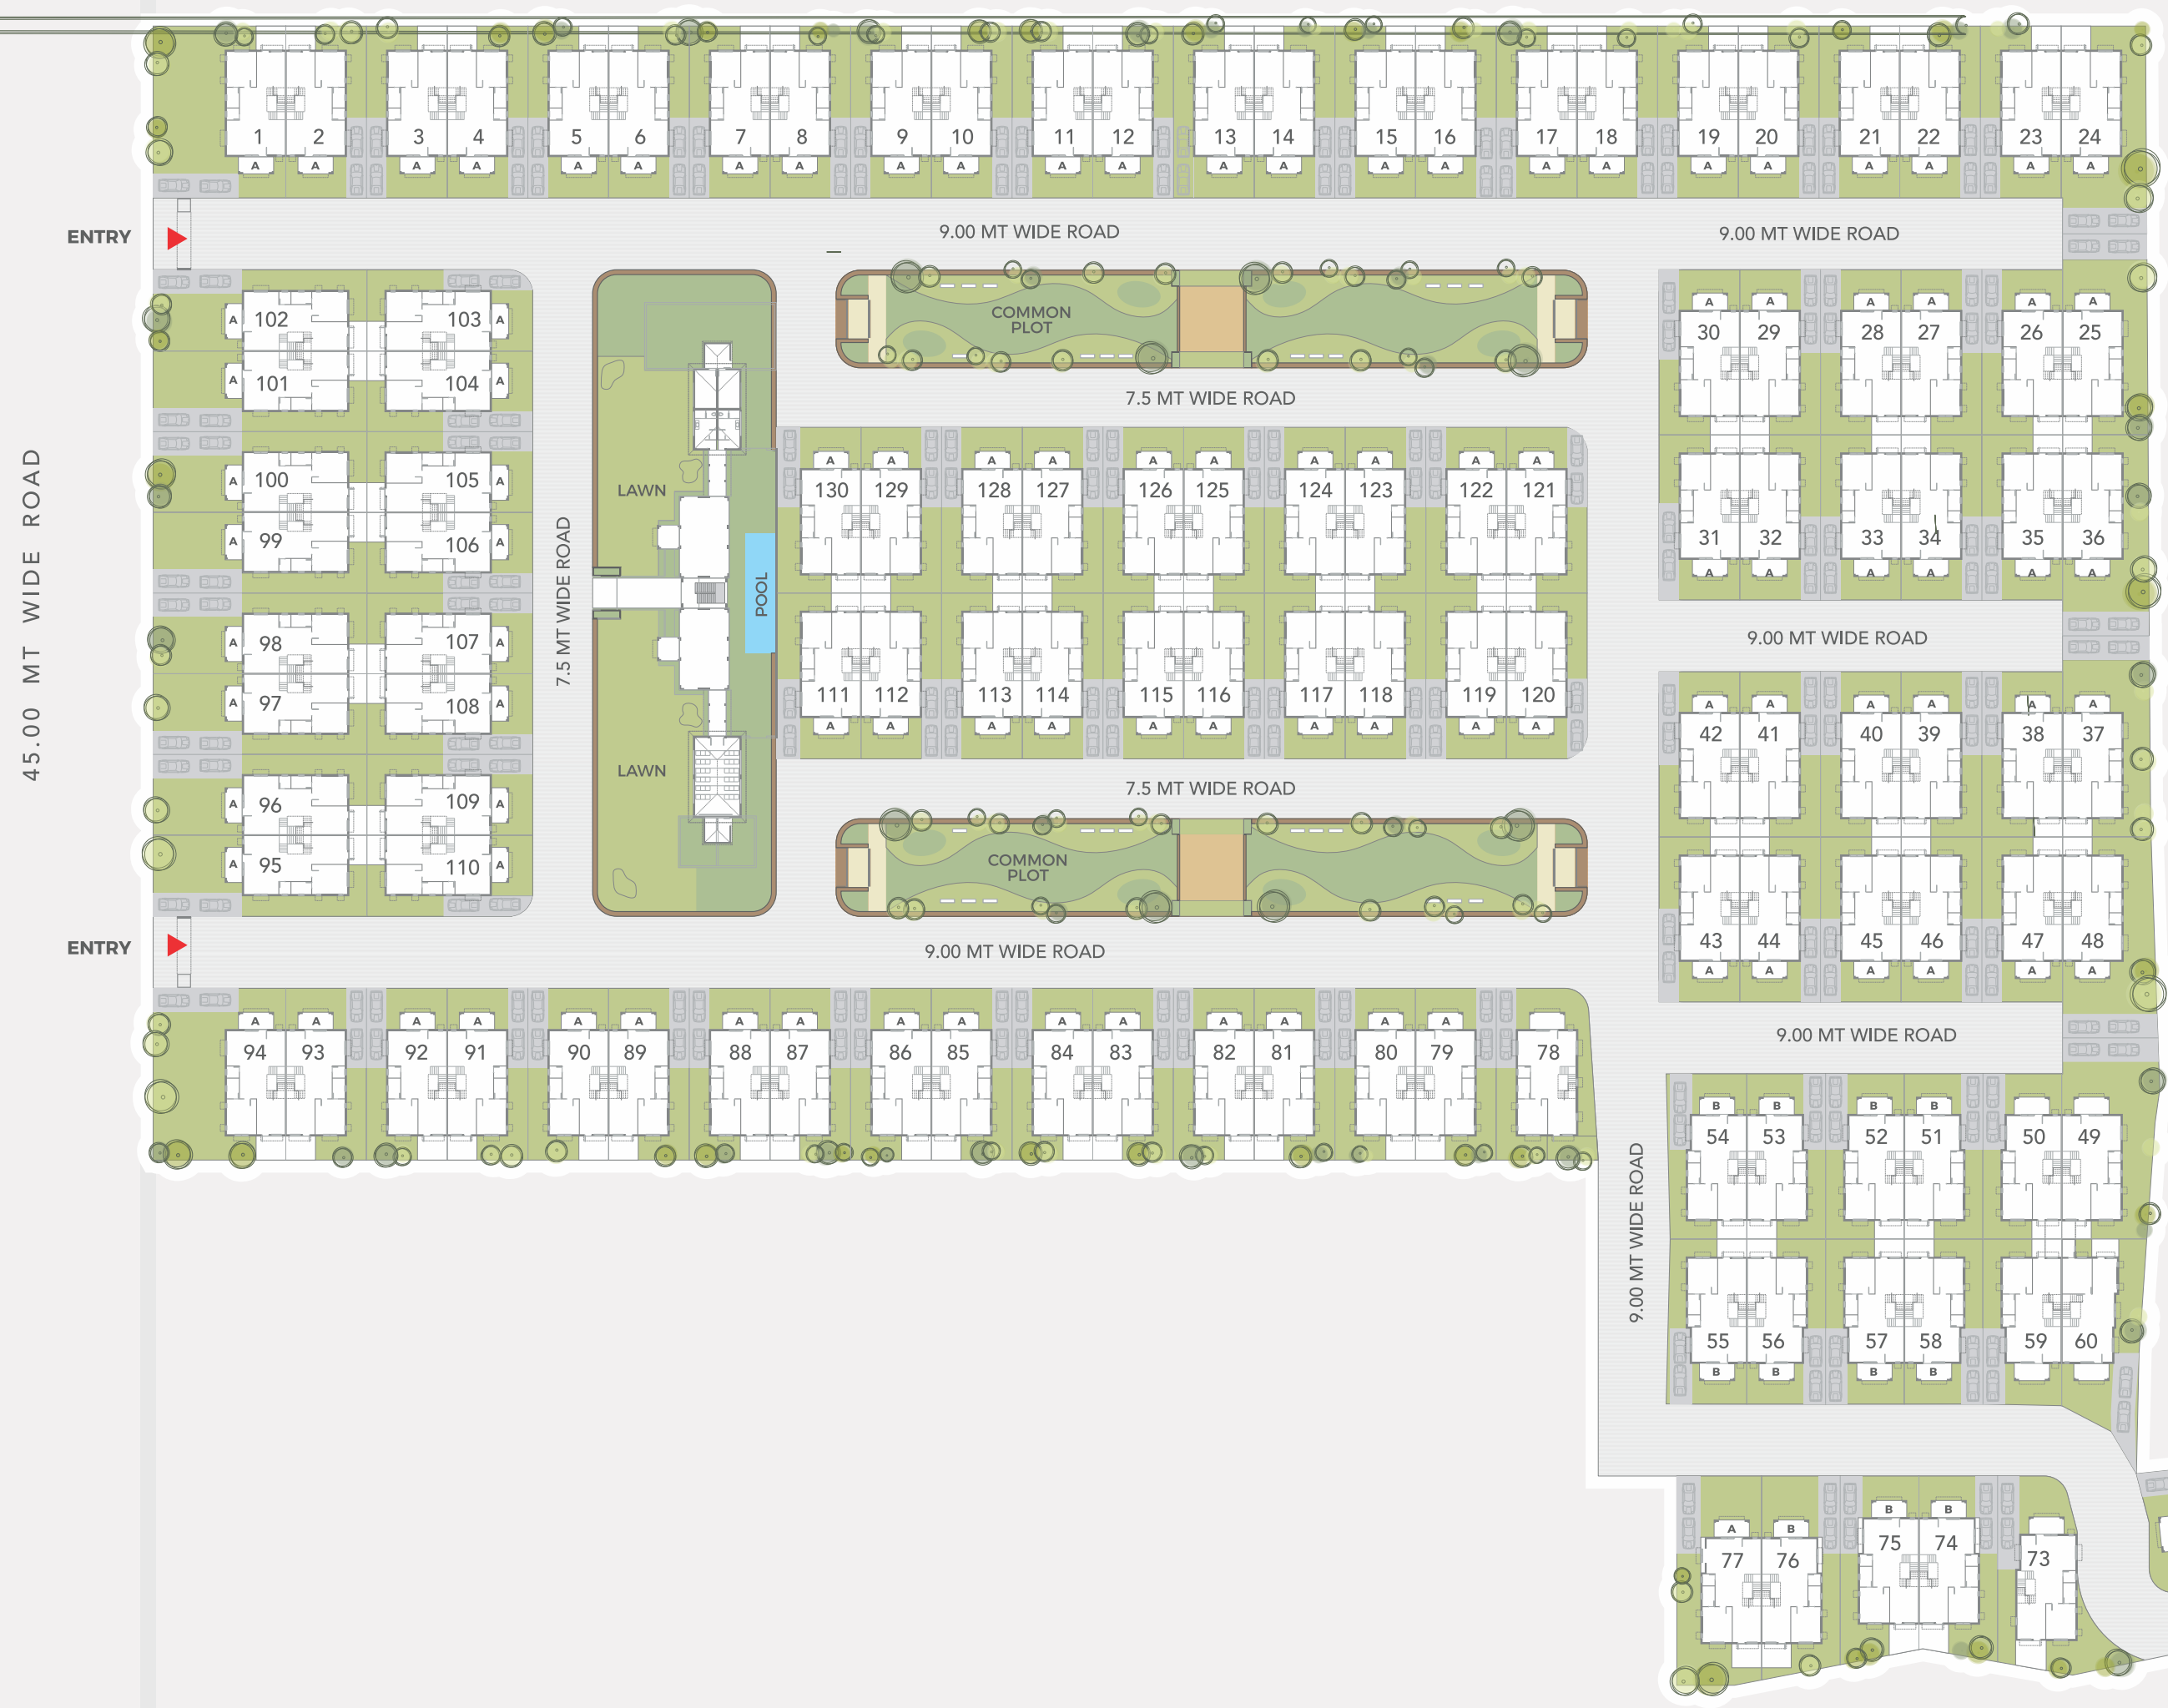 1 2 3 4 5 6 7 8 9 10 11 12 13 14 15 16 17 18 19 20 21 22 23 24
A A A A A A A A A A A A A A A A A A A A A A A A
ENTRY
9.00 MT WIDE ROAD
9.00 MT WIDE ROAD
A 102 103 A
A 101 104 A
A 100 105 A
A 99 106 A
A 98 107 A
A 97 108 A
A 96 109 A
A 95 110 A
45.00 MT WIDE ROAD
7.5 MT WIDE ROAD
LAWN
POOL
LAWN
COMMON
PLOT
7.5 MT WIDE ROAD
A A A A A A A A A A
130 129 128 127 126 125 124 123 122 121
111 112 113 114 115 116 117 118 119 120
A A A A A A A A A A
7.5 MT WIDE ROAD
COMMON
PLOT
A A A A A A
30 29 28 27 26 25
31 32 33 34 35 36
A A A A A A
9.00 MT WIDE ROAD
A A A A A A
42 41 40 39 38 37
43 44 45 46 47 48
A A A A A A
ENTRY
9.00 MT WIDE ROAD
9.00 MT WIDE ROAD
A A A A A A A A A A A A A A A A
94 93 92 91 90 89 88 87 86 85 84 83 82 81 80 79 78
9.00 MT WIDE ROAD
B B B B
54 53 52 51 50 49
55 56 57 58 59 60
B B B B
A B B B
77 76 75 74 73